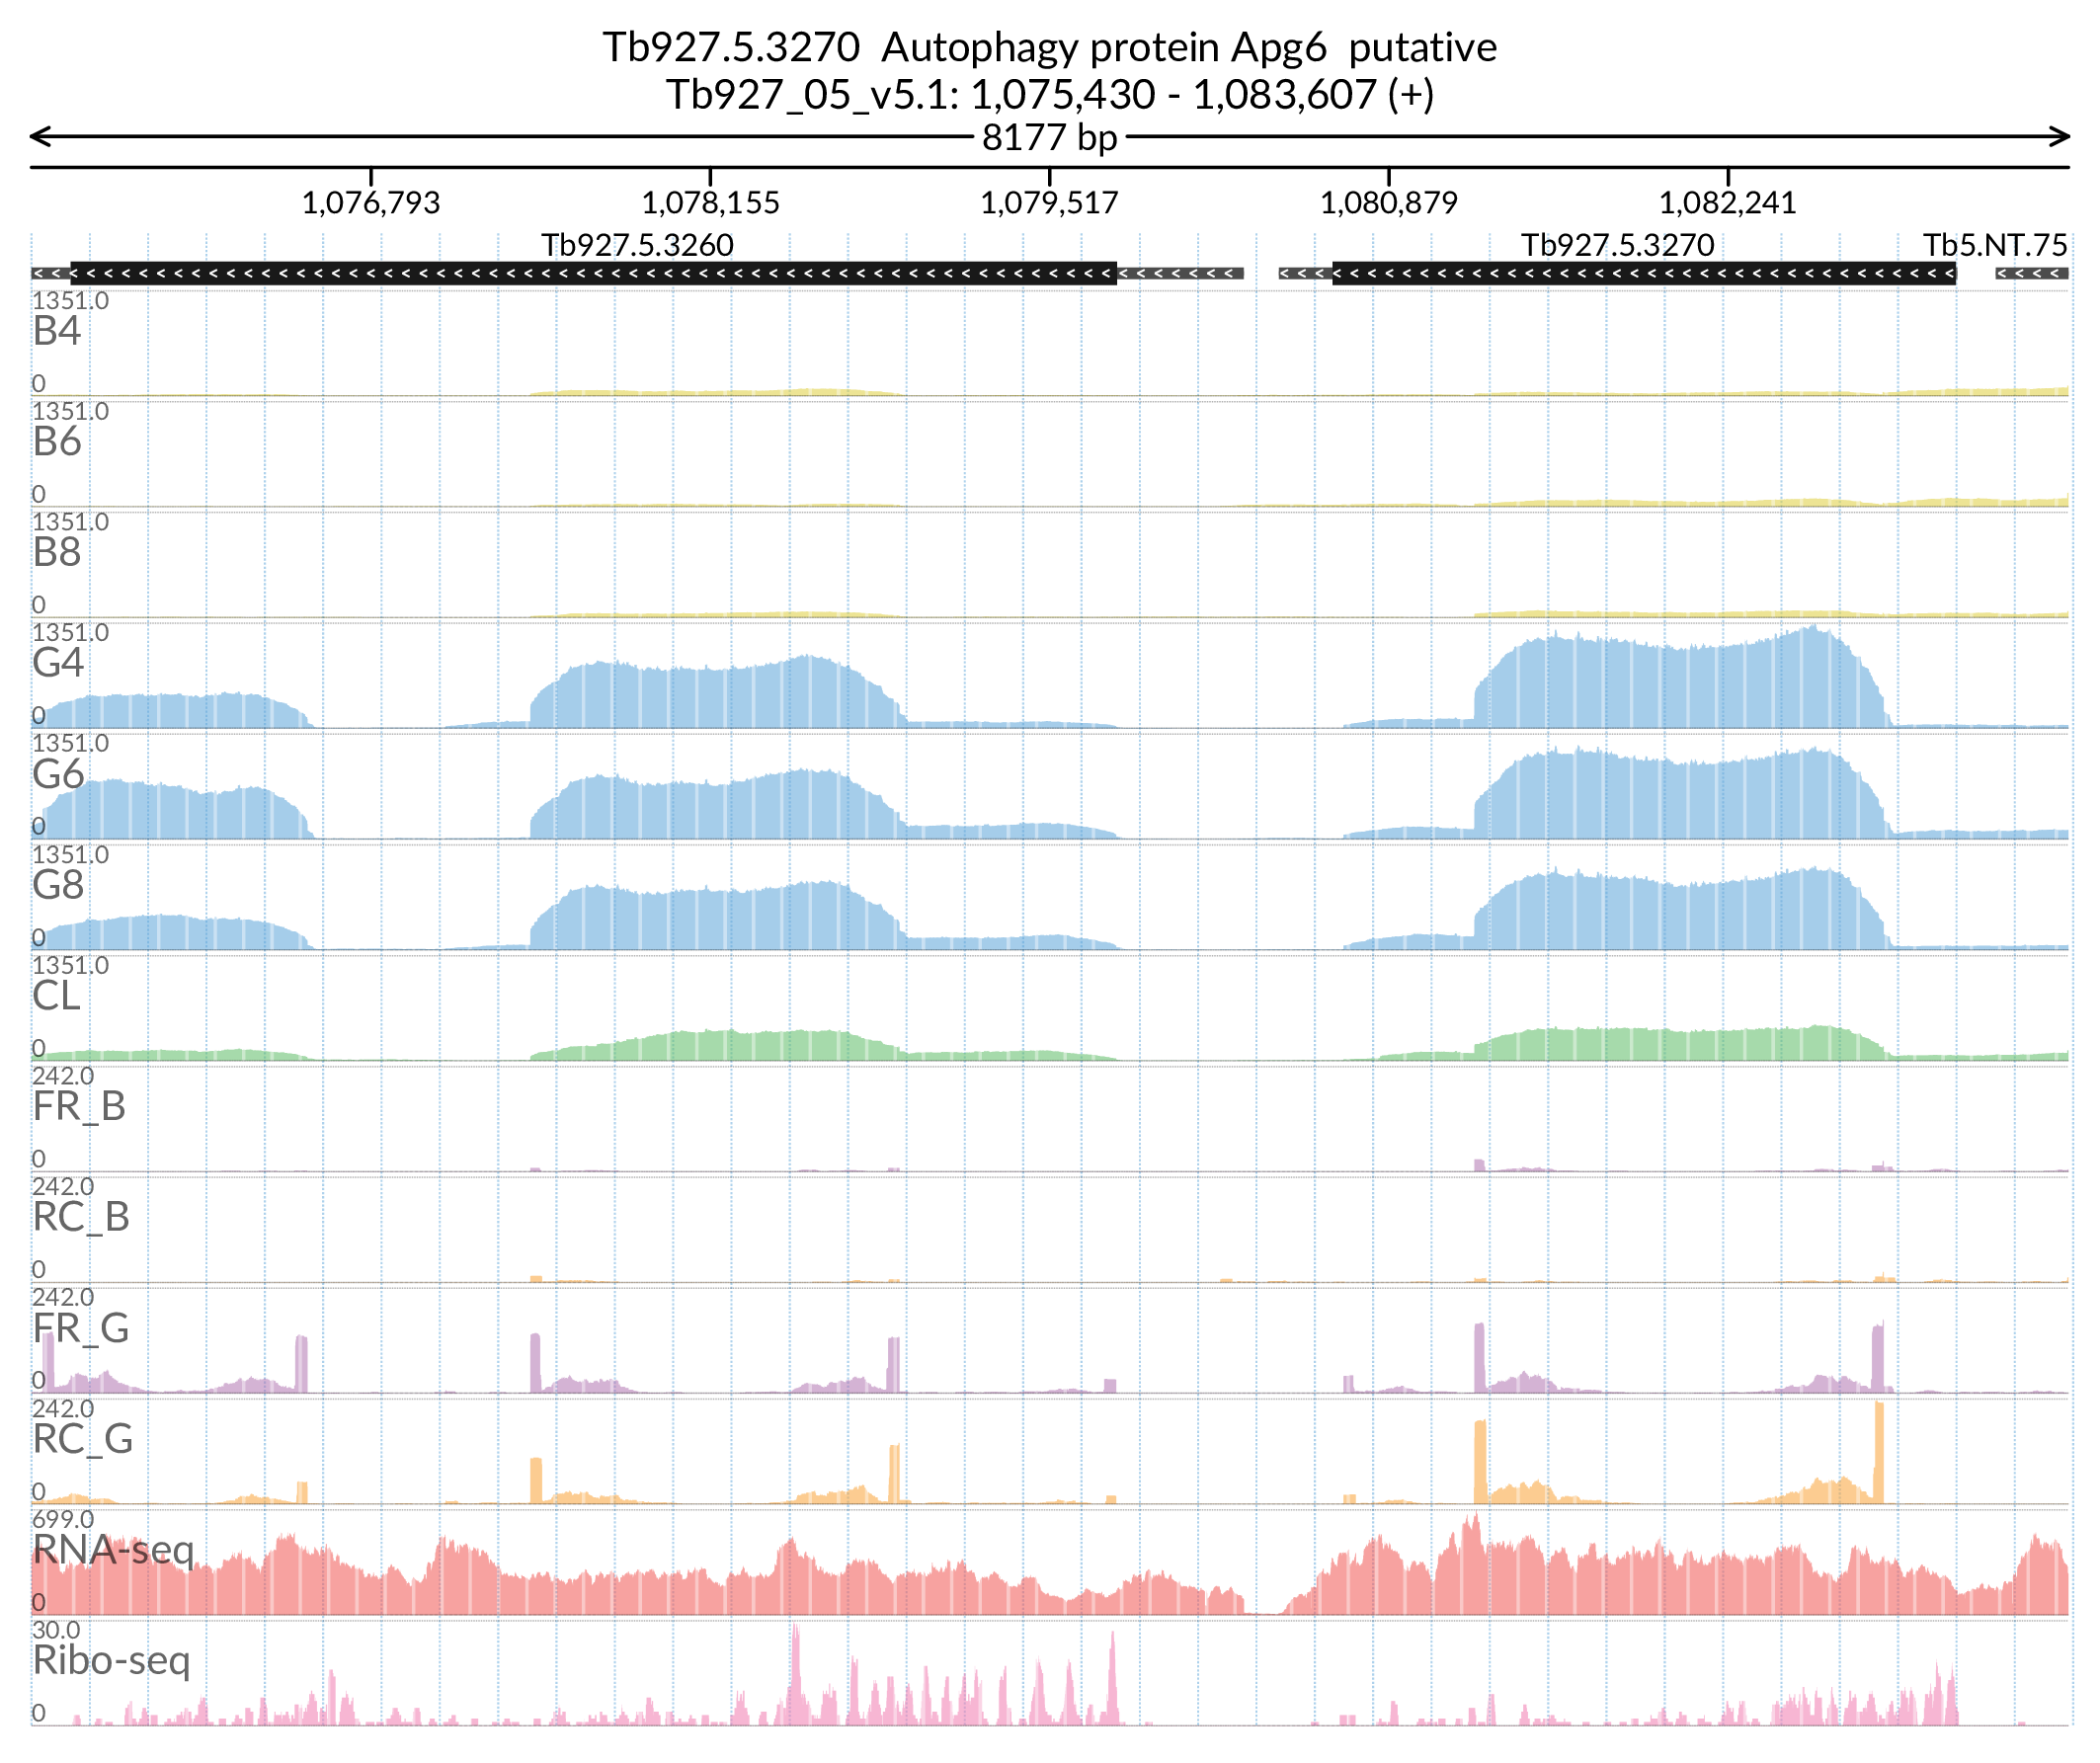 Tb927.5.3270 Autophagy protein Apg6 putative
Tb927_05_v5.1: 1,075,430 - 1,083,607 (+)
8177 bp
1,076,793 1,078,155 1,079,517 1,080,879 1,082,241
Tb927.5.3260 Tb927.5.3270 Tb5.NT.75
1351.0
B4
0
1351.0
B6
0
1351.0
B8
0
1351.0
G4
0
1351.0
G6
0
1351.0
G8
0
1351.0
CL
0
242.0
FR_B
0
242.0
RC_B
0
242.0
FR_G
0
242.0
RC_G
0
699.0
RNA-seq
0
30.0
Ribo-seq
0